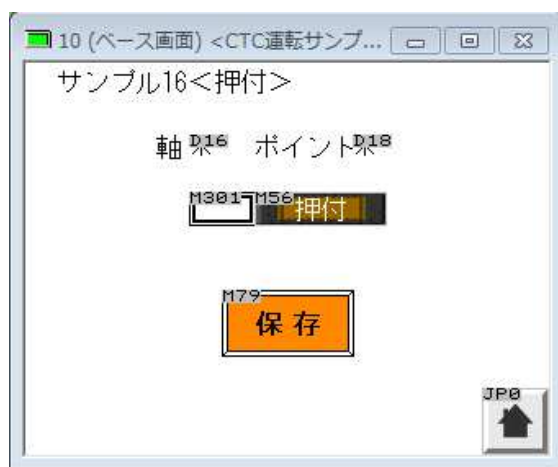 10 (ベース画面) <CTC運転サンプ...
サンプル16<押付>
軸 D16 ポイント D18
M301 M56 押付
M79
保存
JP0